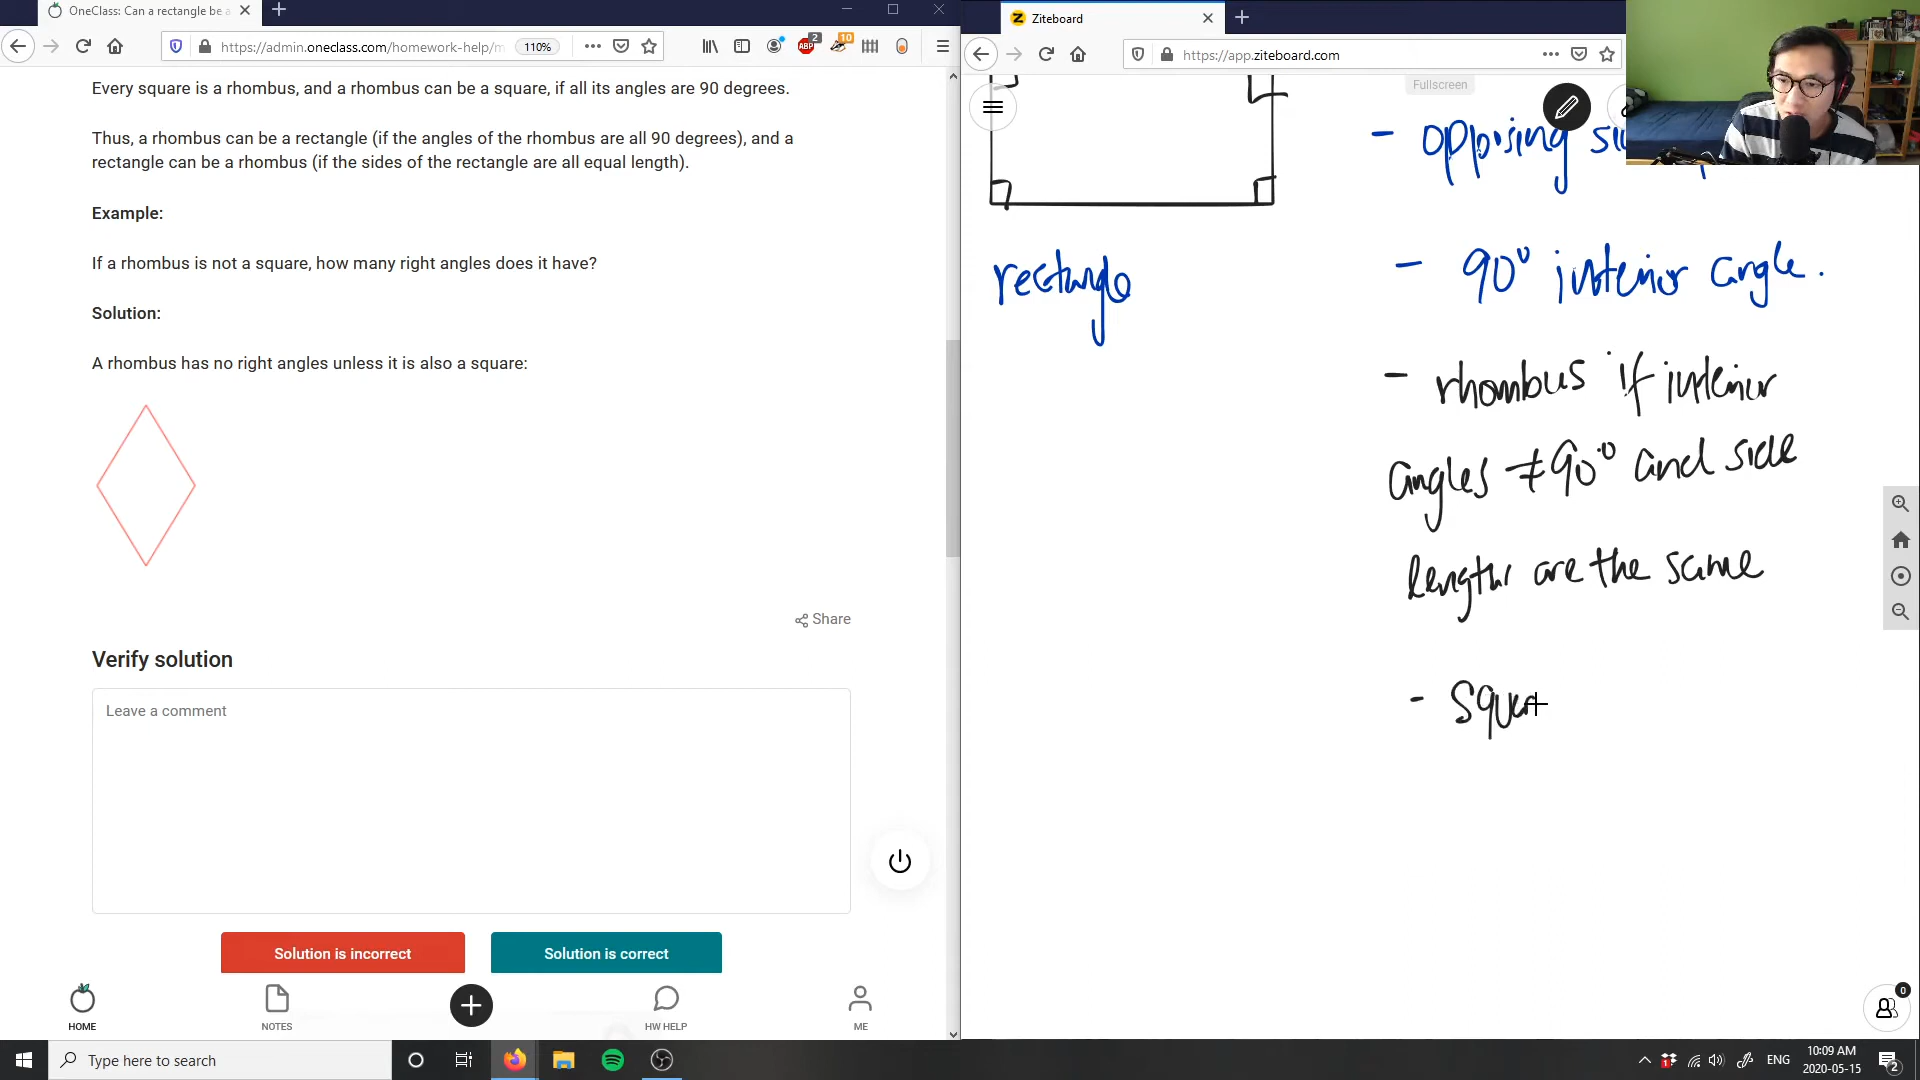 OneClass: Can a rectangle be a
Ziteboard
https://admin.oneclass.com/homework-help/m
110%
2
10
https://app.ziteboard.com
Every square is a rhombus, and a rhombus can be a square, if all its angles are 90 degrees.
Thus, a rhombus can be a rectangle (if the angles of the rhombus are all 90 degrees), and a
rectangle can be a rhombus (if the sides of the rectangle are all equal length).
Example:
If a rhombus is not a square, how many right angles does it have?
Solution:
A rhombus has no right angles unless it is also a square:
Share
Verify solution
Leave a comment
Solution is incorrect
Solution is correct
HOME
NOTES
HW HELP
ME
Fullscreen
- opposing si
rectangle
- 90° interior angle.
- rhombus if interior
angles ≠ 90° and side
lengths are the same
- Squar
0
Type here to search
ENG
10:09 AM
2020-05-15
2